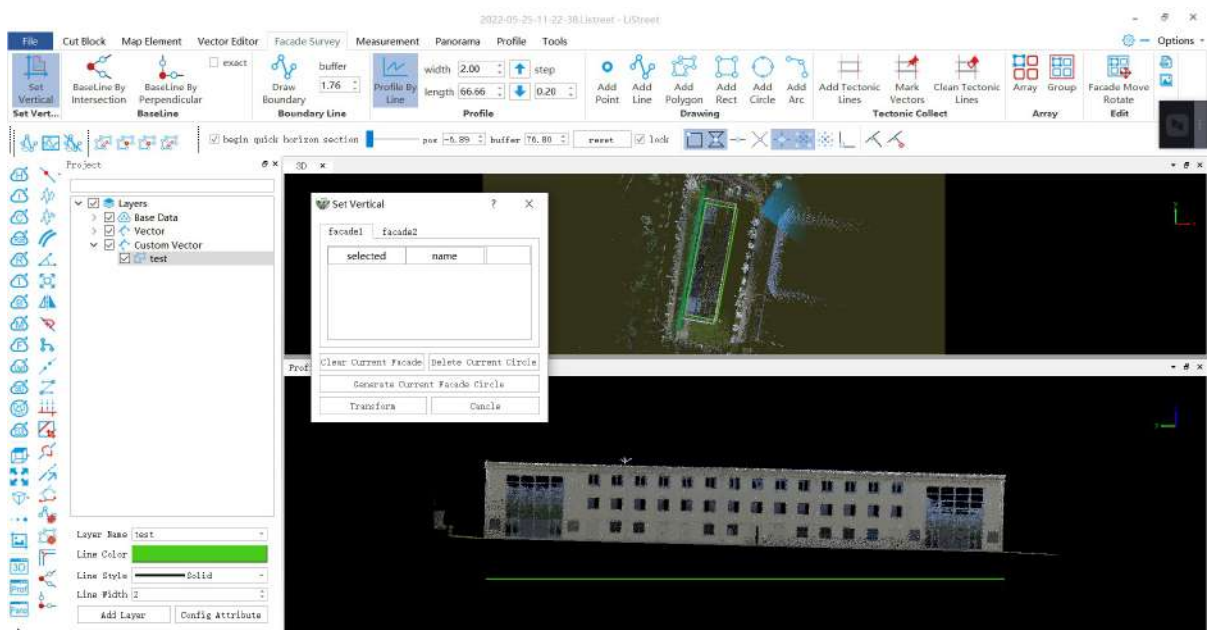 2022-05-25-11-22-38.Listreet - LiStreet
File Cut Block Map Element Vector Editor Facade Survey Measurement Panorama Profile Tools Options
exact buffer width 2.00 step
1.76 length 66.66 0.20
Set Vertical BaseLine By Intersection BaseLine By Perpendicular Draw Boundary Profile By Line Add Point Add Line Add Polygon Add Rect Add Circle Add Arc Add Tectonic Lines Mark Vectors Clean Tectonic Lines Array Group Facade Move Rotate
Set Vert... BaseLine Boundary Line Profile Drawing Tectonic Collect Array Edit
begin quick horizon section pos -6.89 buffer 76.80 reset lock
Project
3D
Layers
Base Data
Vector
Custom Vector
test
Set Vertical
facade1 facade2
selected name
Clear Current Facade Delete Current Circle
Generate Current Facade Circle
Transform Cancle
Prof
Layer Name test
Line Color
Line Style Solid
Line Width 2
Add Layer Config Attribute
3D
Prof
Pano